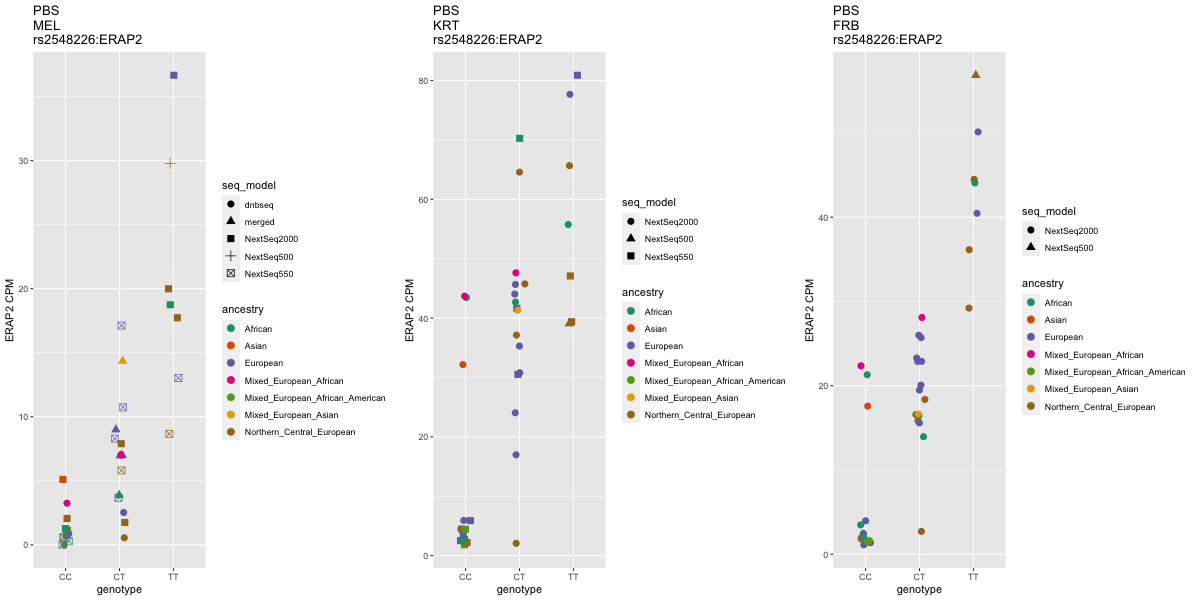 PBS
MEL
rs2548226:ERAP2
30
20
10
0
ERAP2 CPM
CC
CT
TT
genotype
seq_model
dnbseq
merged
NextSeq2000
NextSeq500
NextSeq550
ancestry
African
Asian
European
Mixed_European_African
Mixed_European_African_American
Mixed_European_Asian
Northern_Central_European
PBS
KRT
rs2548226:ERAP2
80
60
40
20
0
ERAP2 CPM
CC
CT
TT
genotype
seq_model
NextSeq2000
NextSeq500
NextSeq550
ancestry
African
Asian
European
Mixed_European_African
Mixed_European_African_American
Mixed_European_Asian
Northern_Central_European
PBS
FRB
rs2548226:ERAP2
40
20
0
ERAP2 CPM
CC
CT
TT
genotype
seq_model
NextSeq2000
NextSeq500
ancestry
African
Asian
European
Mixed_European_African
Mixed_European_African_American
Mixed_European_Asian
Northern_Central_European